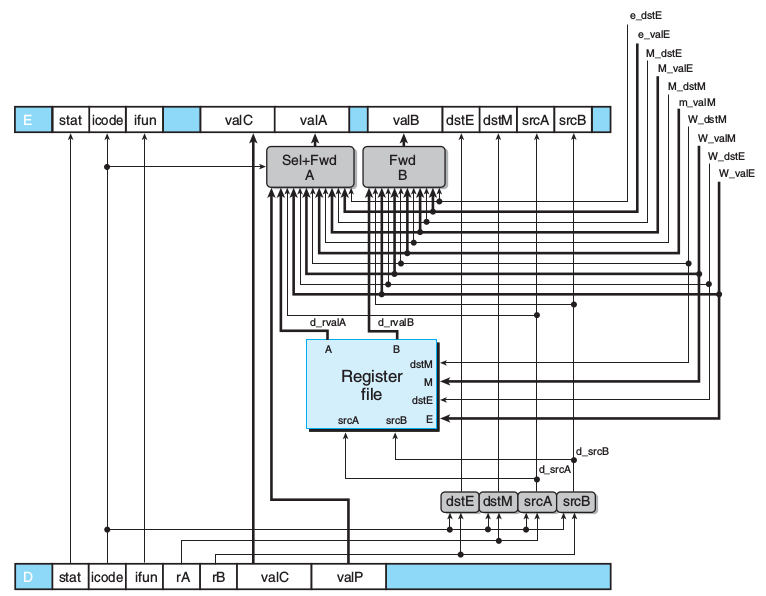 e_dstE
e_valE
M_dstE
M_valE
M_dstM
m_valM
W_dstM
W_valM
W_dstE
W_valE
E stat icode ifun valC valA valB dstE dstM srcA srcB
Sel+Fwd
A
Fwd
B
d_rvalA d_rvalB
A B
dstM
Register
file
M
dstE
srcA srcB E
d_srcB
d_srcA
dstE dstM srcA srcB
D stat icode ifun rA rB valC valP